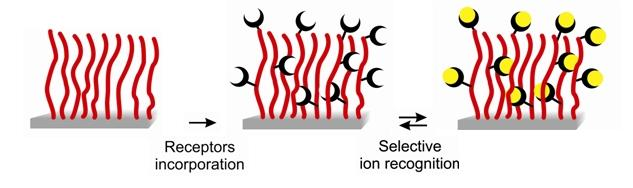 Receptors
incorporation
Selective
ion recognition